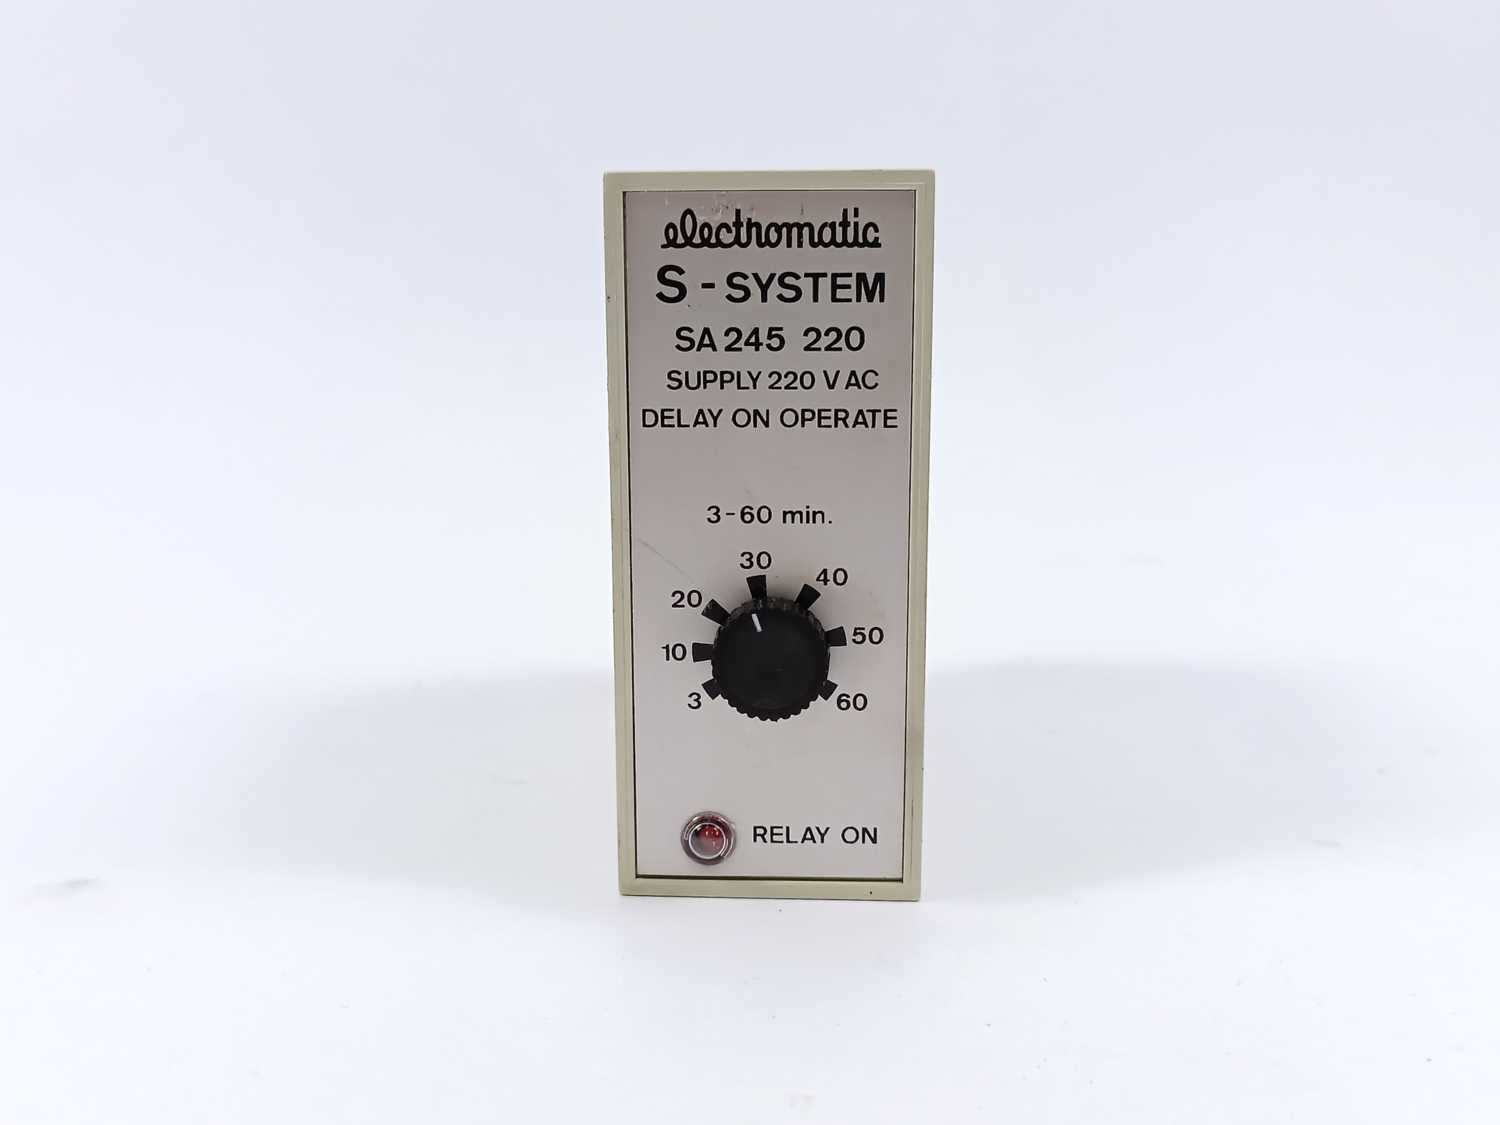 electromatic
S - SYSTEM
SA 245 220
SUPPLY 220 V AC
DELAY ON OPERATE
3 - 60 min.
30
40
20
50
10
3
60
RELAY ON